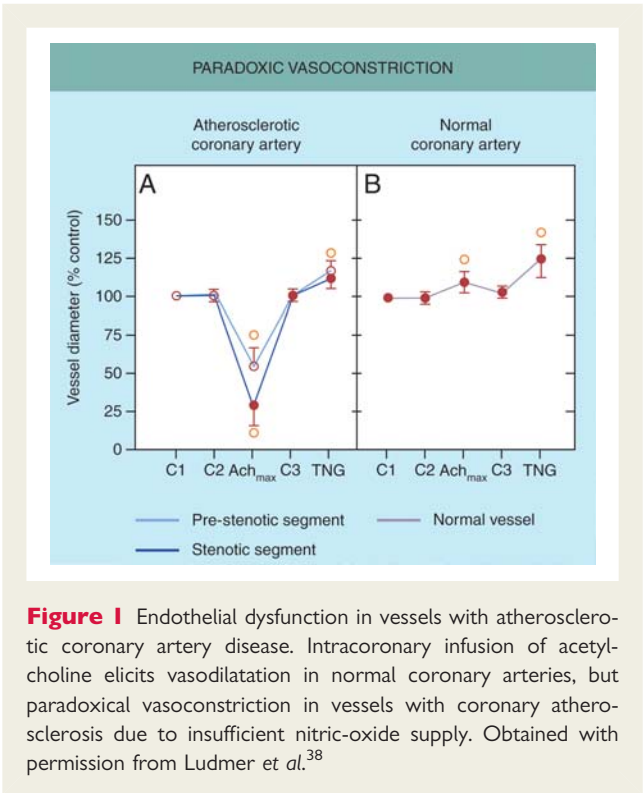 PARADOXIC VASOCONSTRICTION
Atherosclerotic
coronary artery
Normal
coronary artery
A
B
Vessel diameter (% control)
150
125
100
75
50
25
0
C1 C2 Achmax C3 TNG
C1 C2 Achmax C3 TNG
Pre-stenotic segment
Normal vessel
Stenotic segment
Figure 1 Endothelial dysfunction in vessels with atherosclero-
tic coronary artery disease. Intracoronary infusion of acetyl-
choline elicits vasodilatation in normal coronary arteries, but
paradoxical vasoconstriction in vessels with coronary athero-
sclerosis due to insufficient nitric-oxide supply. Obtained with
permission from Ludmer et al.38